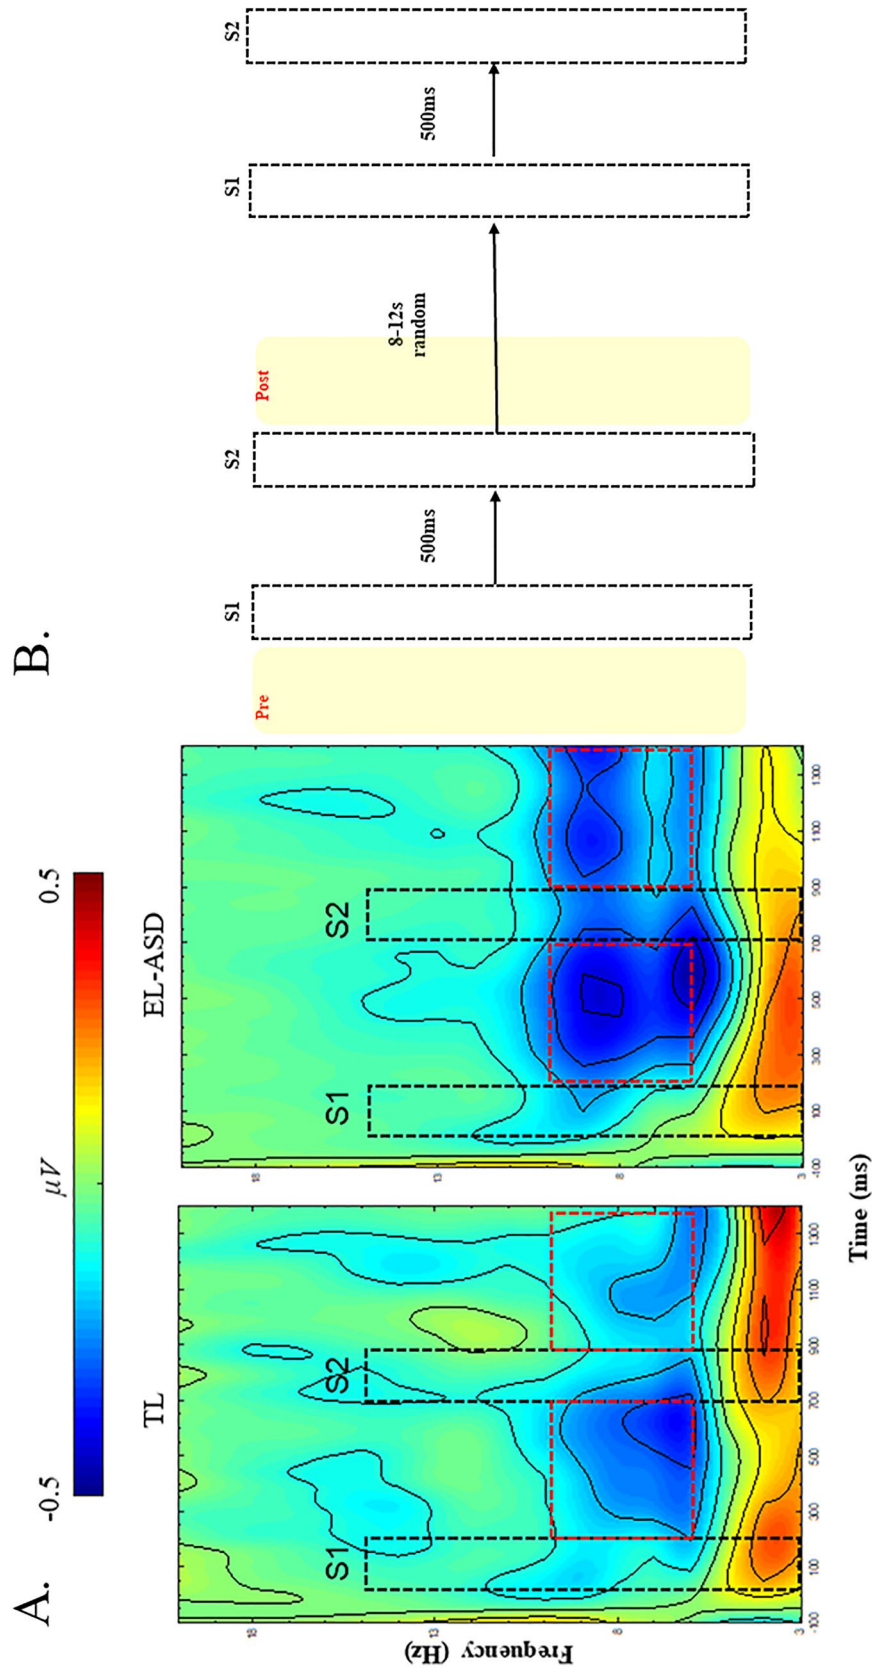 A.
-0.5
μV
0.5
TL
EL-ASD
Frequency (Hz)
18
13
8
3
S1
S2
-100
100
300
500
700
900
1100
1300
18
13
8
3
S1
S2
-100
100
300
500
700
900
1100
1300
Time (ms)
B.
Pre
S1
500ms
S2
Post
8-12s
random
S1
500ms
S2